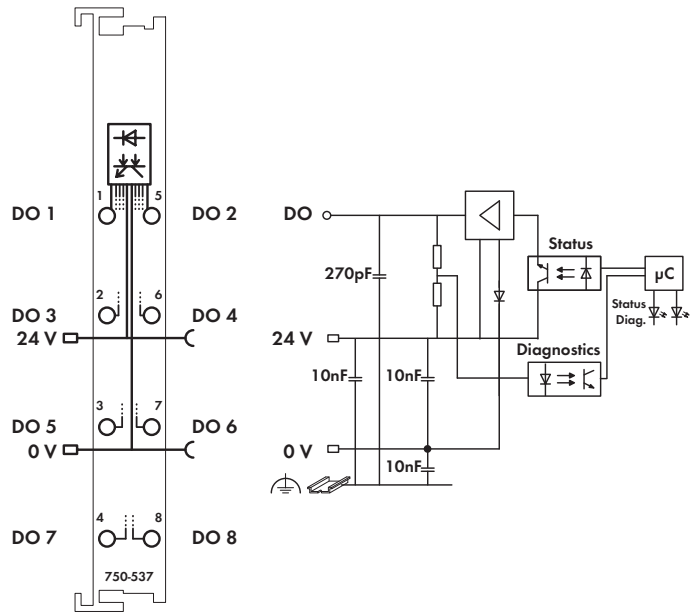 1 5
DO 1 DO 2
2 6
DO 3 DO 4
24 V
3 7
DO 5 DO 6
0 V
4 8
DO 7 DO 8
750-537
DO
Status
270pF
µC
Status
Diag.
24 V
Diagnostics
10nF 10nF
0 V
10nF